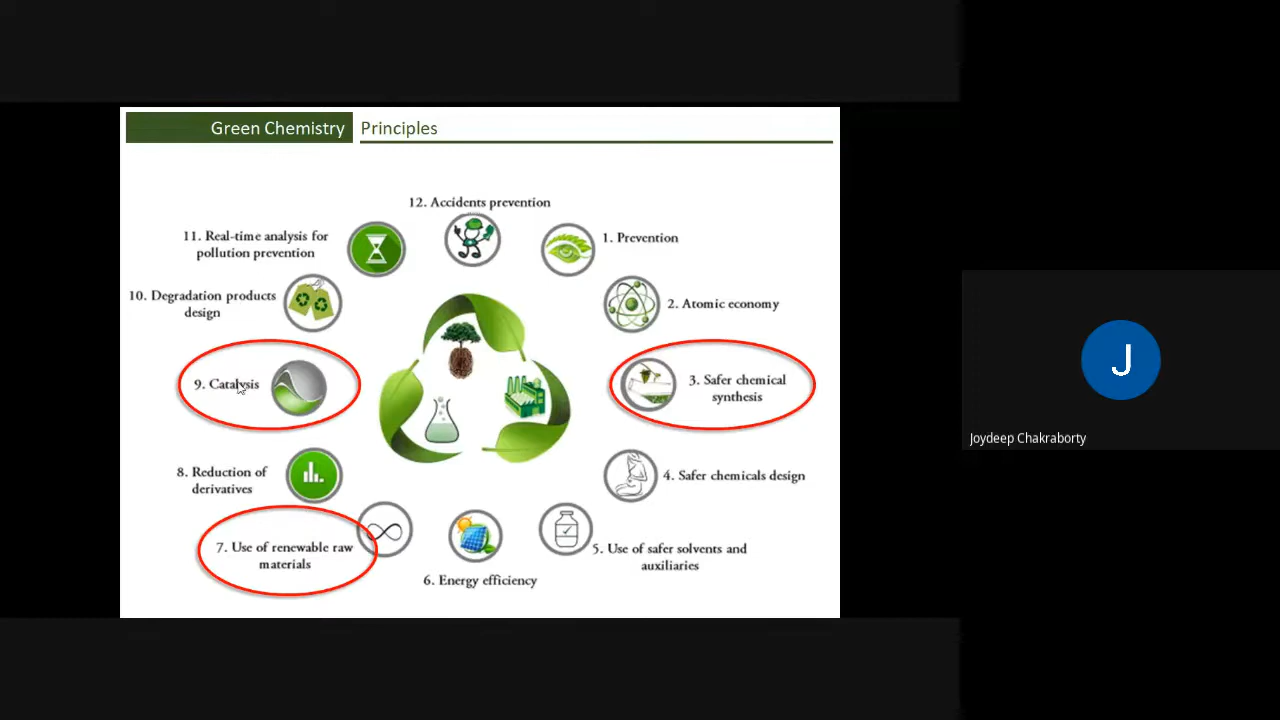 Green Chemistry
Principles
12. Accidents prevention
1. Prevention
2. Atomic economy
3. Safer chemical
synthesis
4. Safer chemicals design
5. Use of safer solvents and
auxiliaries
6. Energy efficiency
7. Use of renewable raw
materials
8. Reduction of
derivatives
9. Catalysis
10. Degradation products
design
11. Real-time analysis for
pollution prevention
J
Joydeep Chakraborty